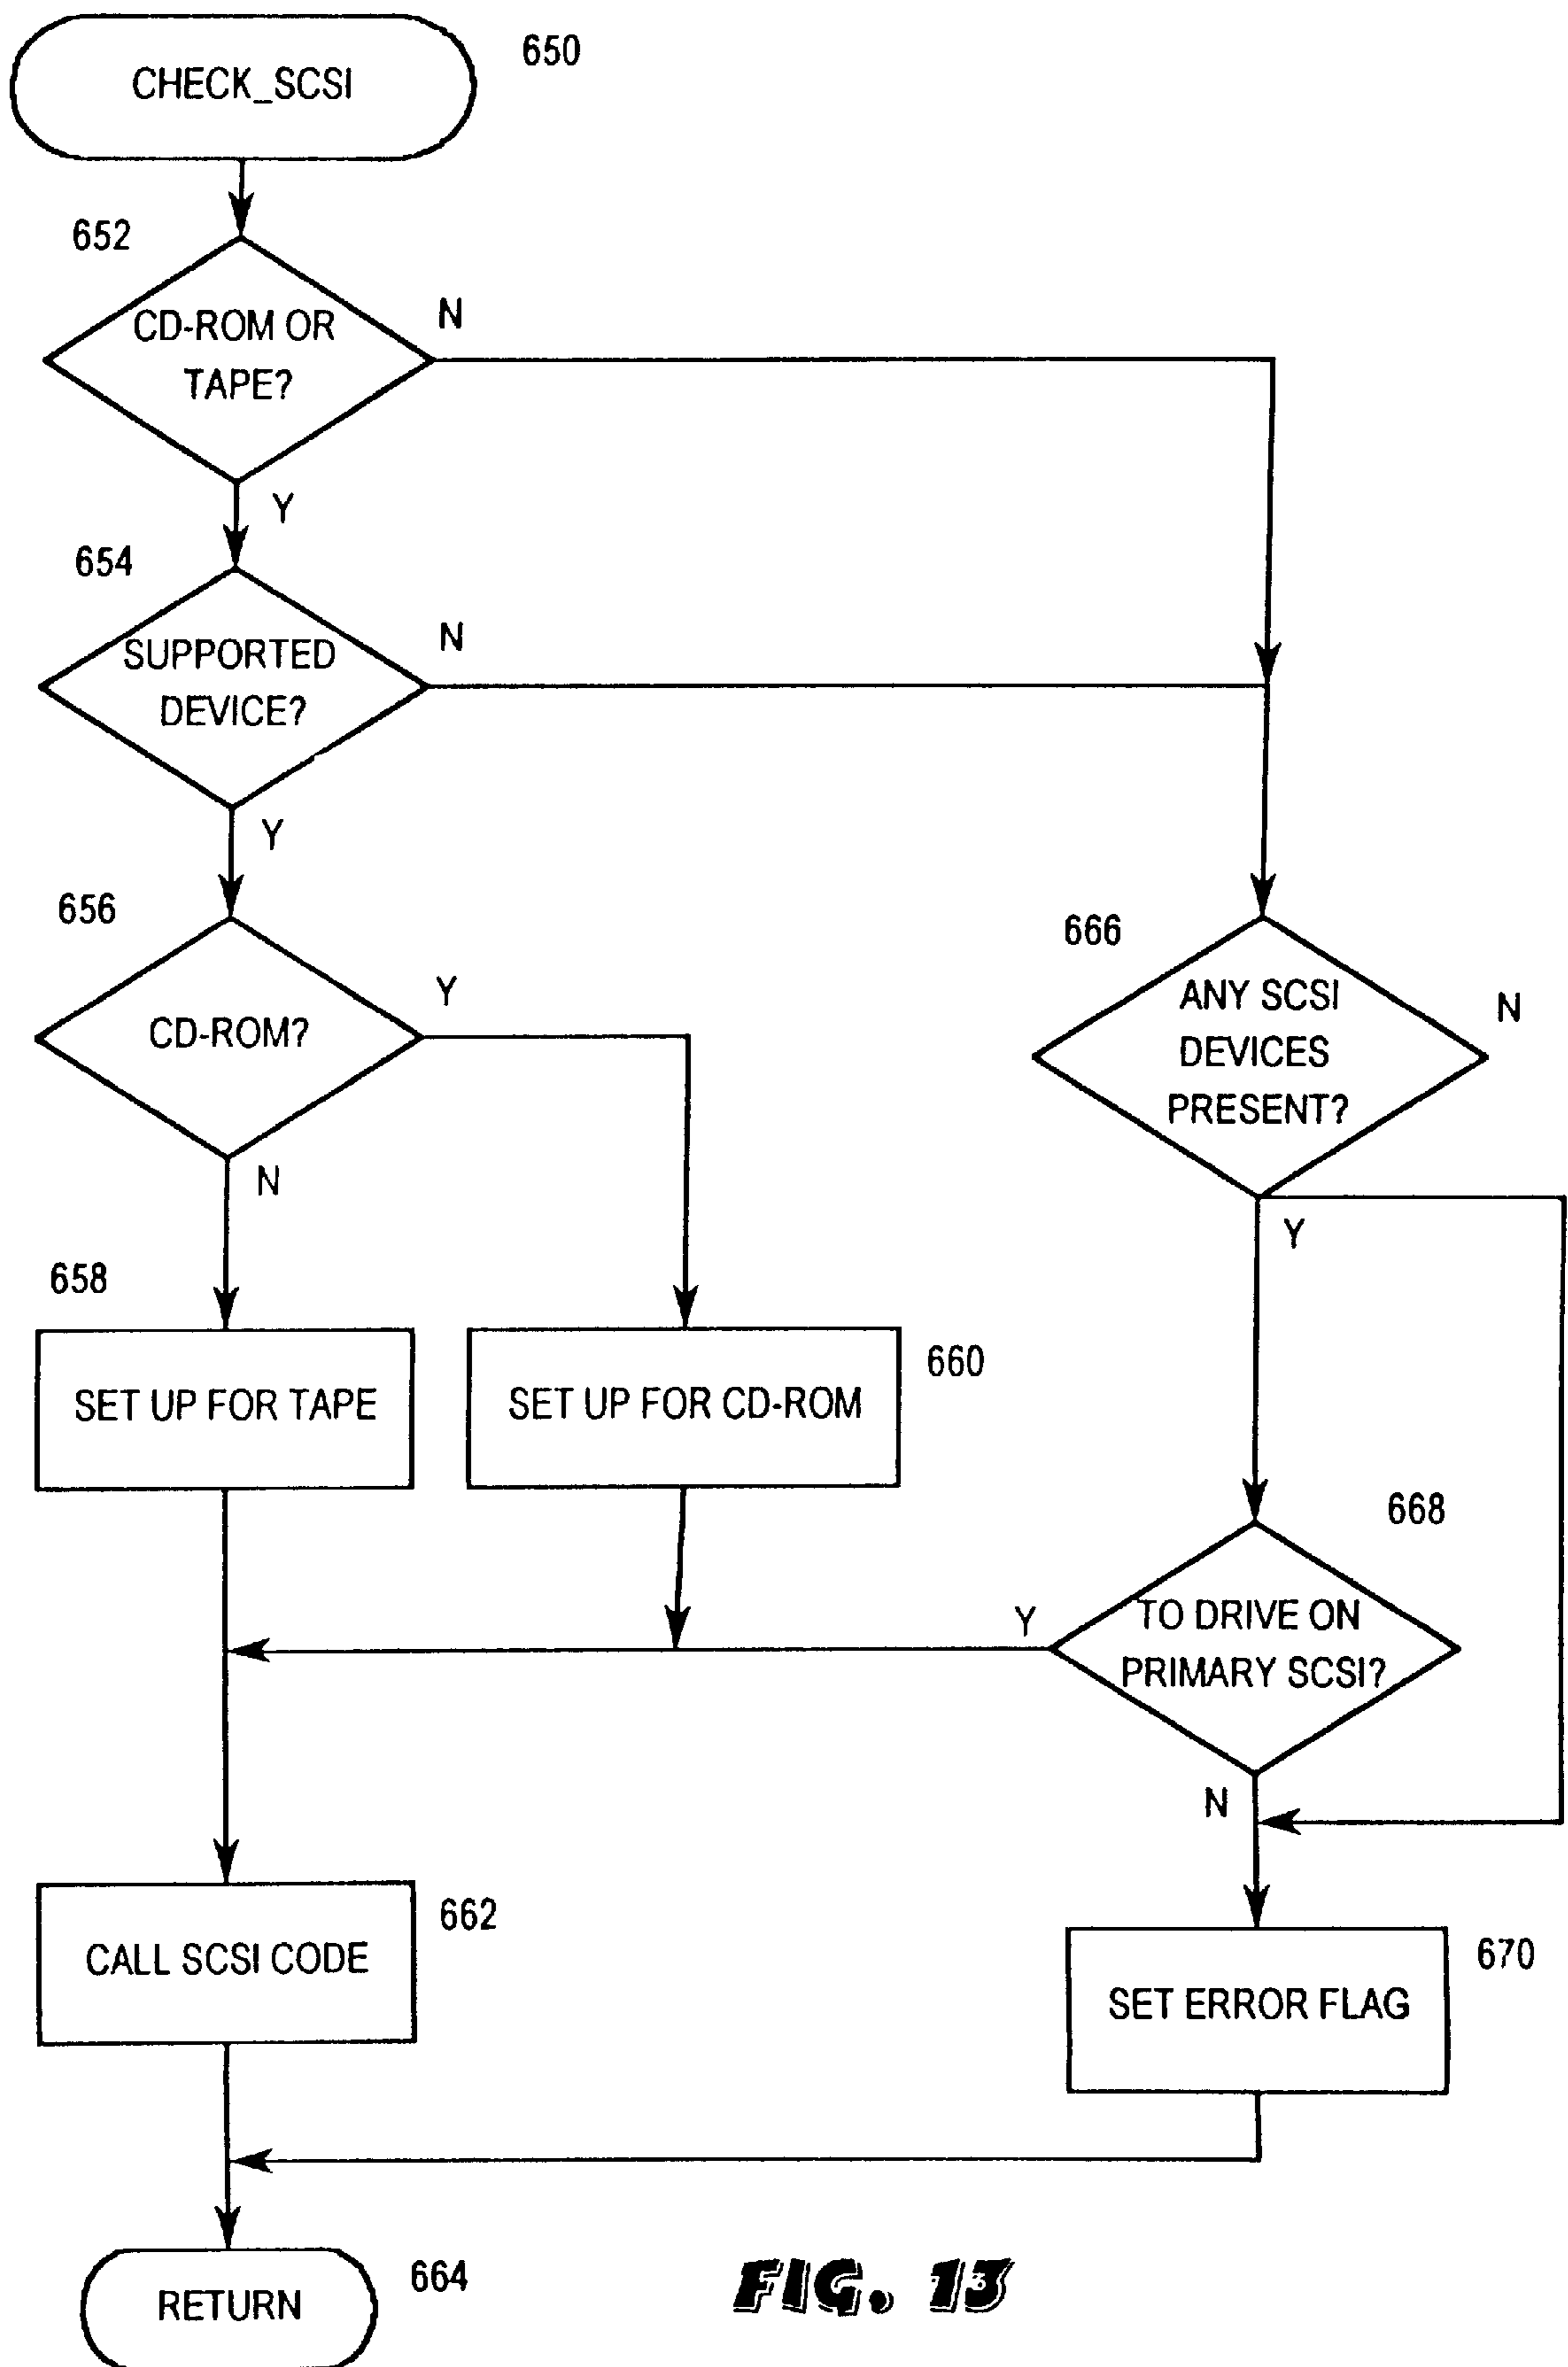 CHECK_SCSI
650
652
CD-ROM OR
TAPE?
N
Y
654
SUPPORTED
DEVICE?
N
Y
656
CD-ROM?
Y
N
666
ANY SCSI
DEVICES
PRESENT?
N
Y
658
SET UP FOR TAPE
660
SET UP FOR CD-ROM
668
TO DRIVE ON
PRIMARY SCSI?
Y
N
662
CALL SCSI CODE
670
SET ERROR FLAG
664
RETURN
FIG. 13